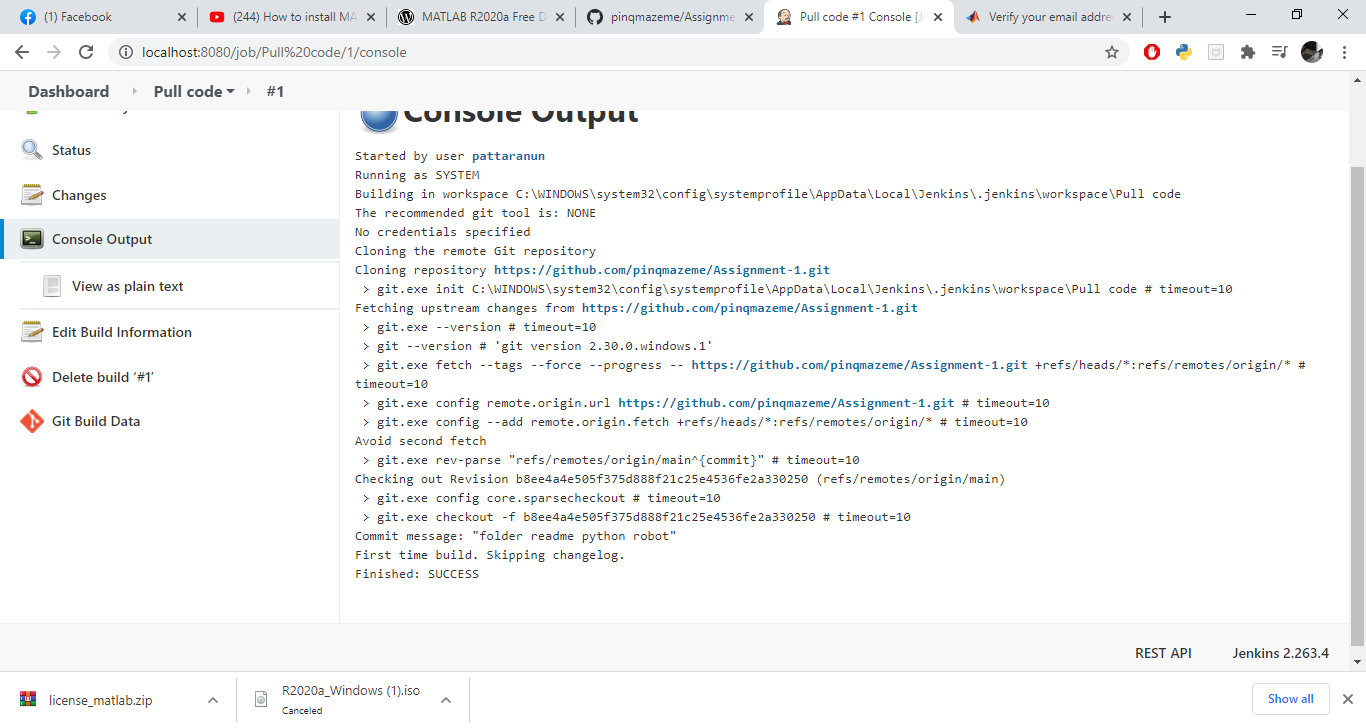 (1) Facebook
(244) How to install MA
MATLAB R2020a Free D
pinqmazeme/Assignme
Pull code #1 Console [J
Verify your email addre
localhost:8080/job/Pull%20code/1/console
Dashboard Pull code #1
Console Output
Status
Changes
Console Output
View as plain text
Edit Build Information
Delete build ‘#1’
Git Build Data
Started by user pattaranun
Running as SYSTEM
Building in workspace C:\WINDOWS\system32\config\systemprofile\AppData\Local\Jenkins\.jenkins\workspace\Pull code
The recommended git tool is: NONE
No credentials specified
Cloning the remote Git repository
Cloning repository https://github.com/pinqmazeme/Assignment-1.git
> git.exe init C:\WINDOWS\system32\config\systemprofile\AppData\Local\Jenkins\.jenkins\workspace\Pull code # timeout=10
Fetching upstream changes from https://github.com/pinqmazeme/Assignment-1.git
> git.exe --version # timeout=10
> git --version # 'git version 2.30.0.windows.1'
> git.exe fetch --tags --force --progress -- https://github.com/pinqmazeme/Assignment-1.git +refs/heads/*:refs/remotes/origin/* #
timeout=10
> git.exe config remote.origin.url https://github.com/pinqmazeme/Assignment-1.git # timeout=10
> git.exe config --add remote.origin.fetch +refs/heads/*:refs/remotes/origin/* # timeout=10
Avoid second fetch
> git.exe rev-parse "refs/remotes/origin/main^{commit}" # timeout=10
Checking out Revision b8ee4a4e505f375d888f21c25e4536fe2a330250 (refs/remotes/origin/main)
> git.exe config core.sparsecheckout # timeout=10
> git.exe checkout -f b8ee4a4e505f375d888f21c25e4536fe2a330250 # timeout=10
Commit message: "folder readme python robot"
First time build. Skipping changelog.
Finished: SUCCESS
REST API Jenkins 2.263.4
license_matlab.zip
R2020a_Windows (1).iso
Canceled
Show all